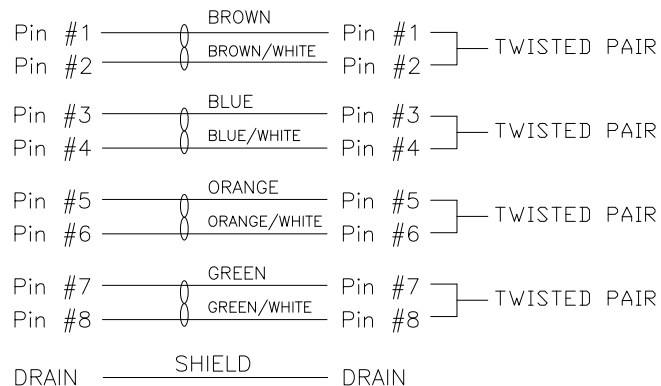 BROWN
Pin #1 Pin #1
BROWN/WHITE TWISTED PAIR
Pin #2 Pin #2
BLUE
Pin #3 Pin #3
BLUE/WHITE TWISTED PAIR
Pin #4 Pin #4
ORANGE
Pin #5 Pin #5
ORANGE/WHITE TWISTED PAIR
Pin #6 Pin #6
GREEN
Pin #7 Pin #7
GREEN/WHITE TWISTED PAIR
Pin #8 Pin #8
SHIELD
DRAIN DRAIN